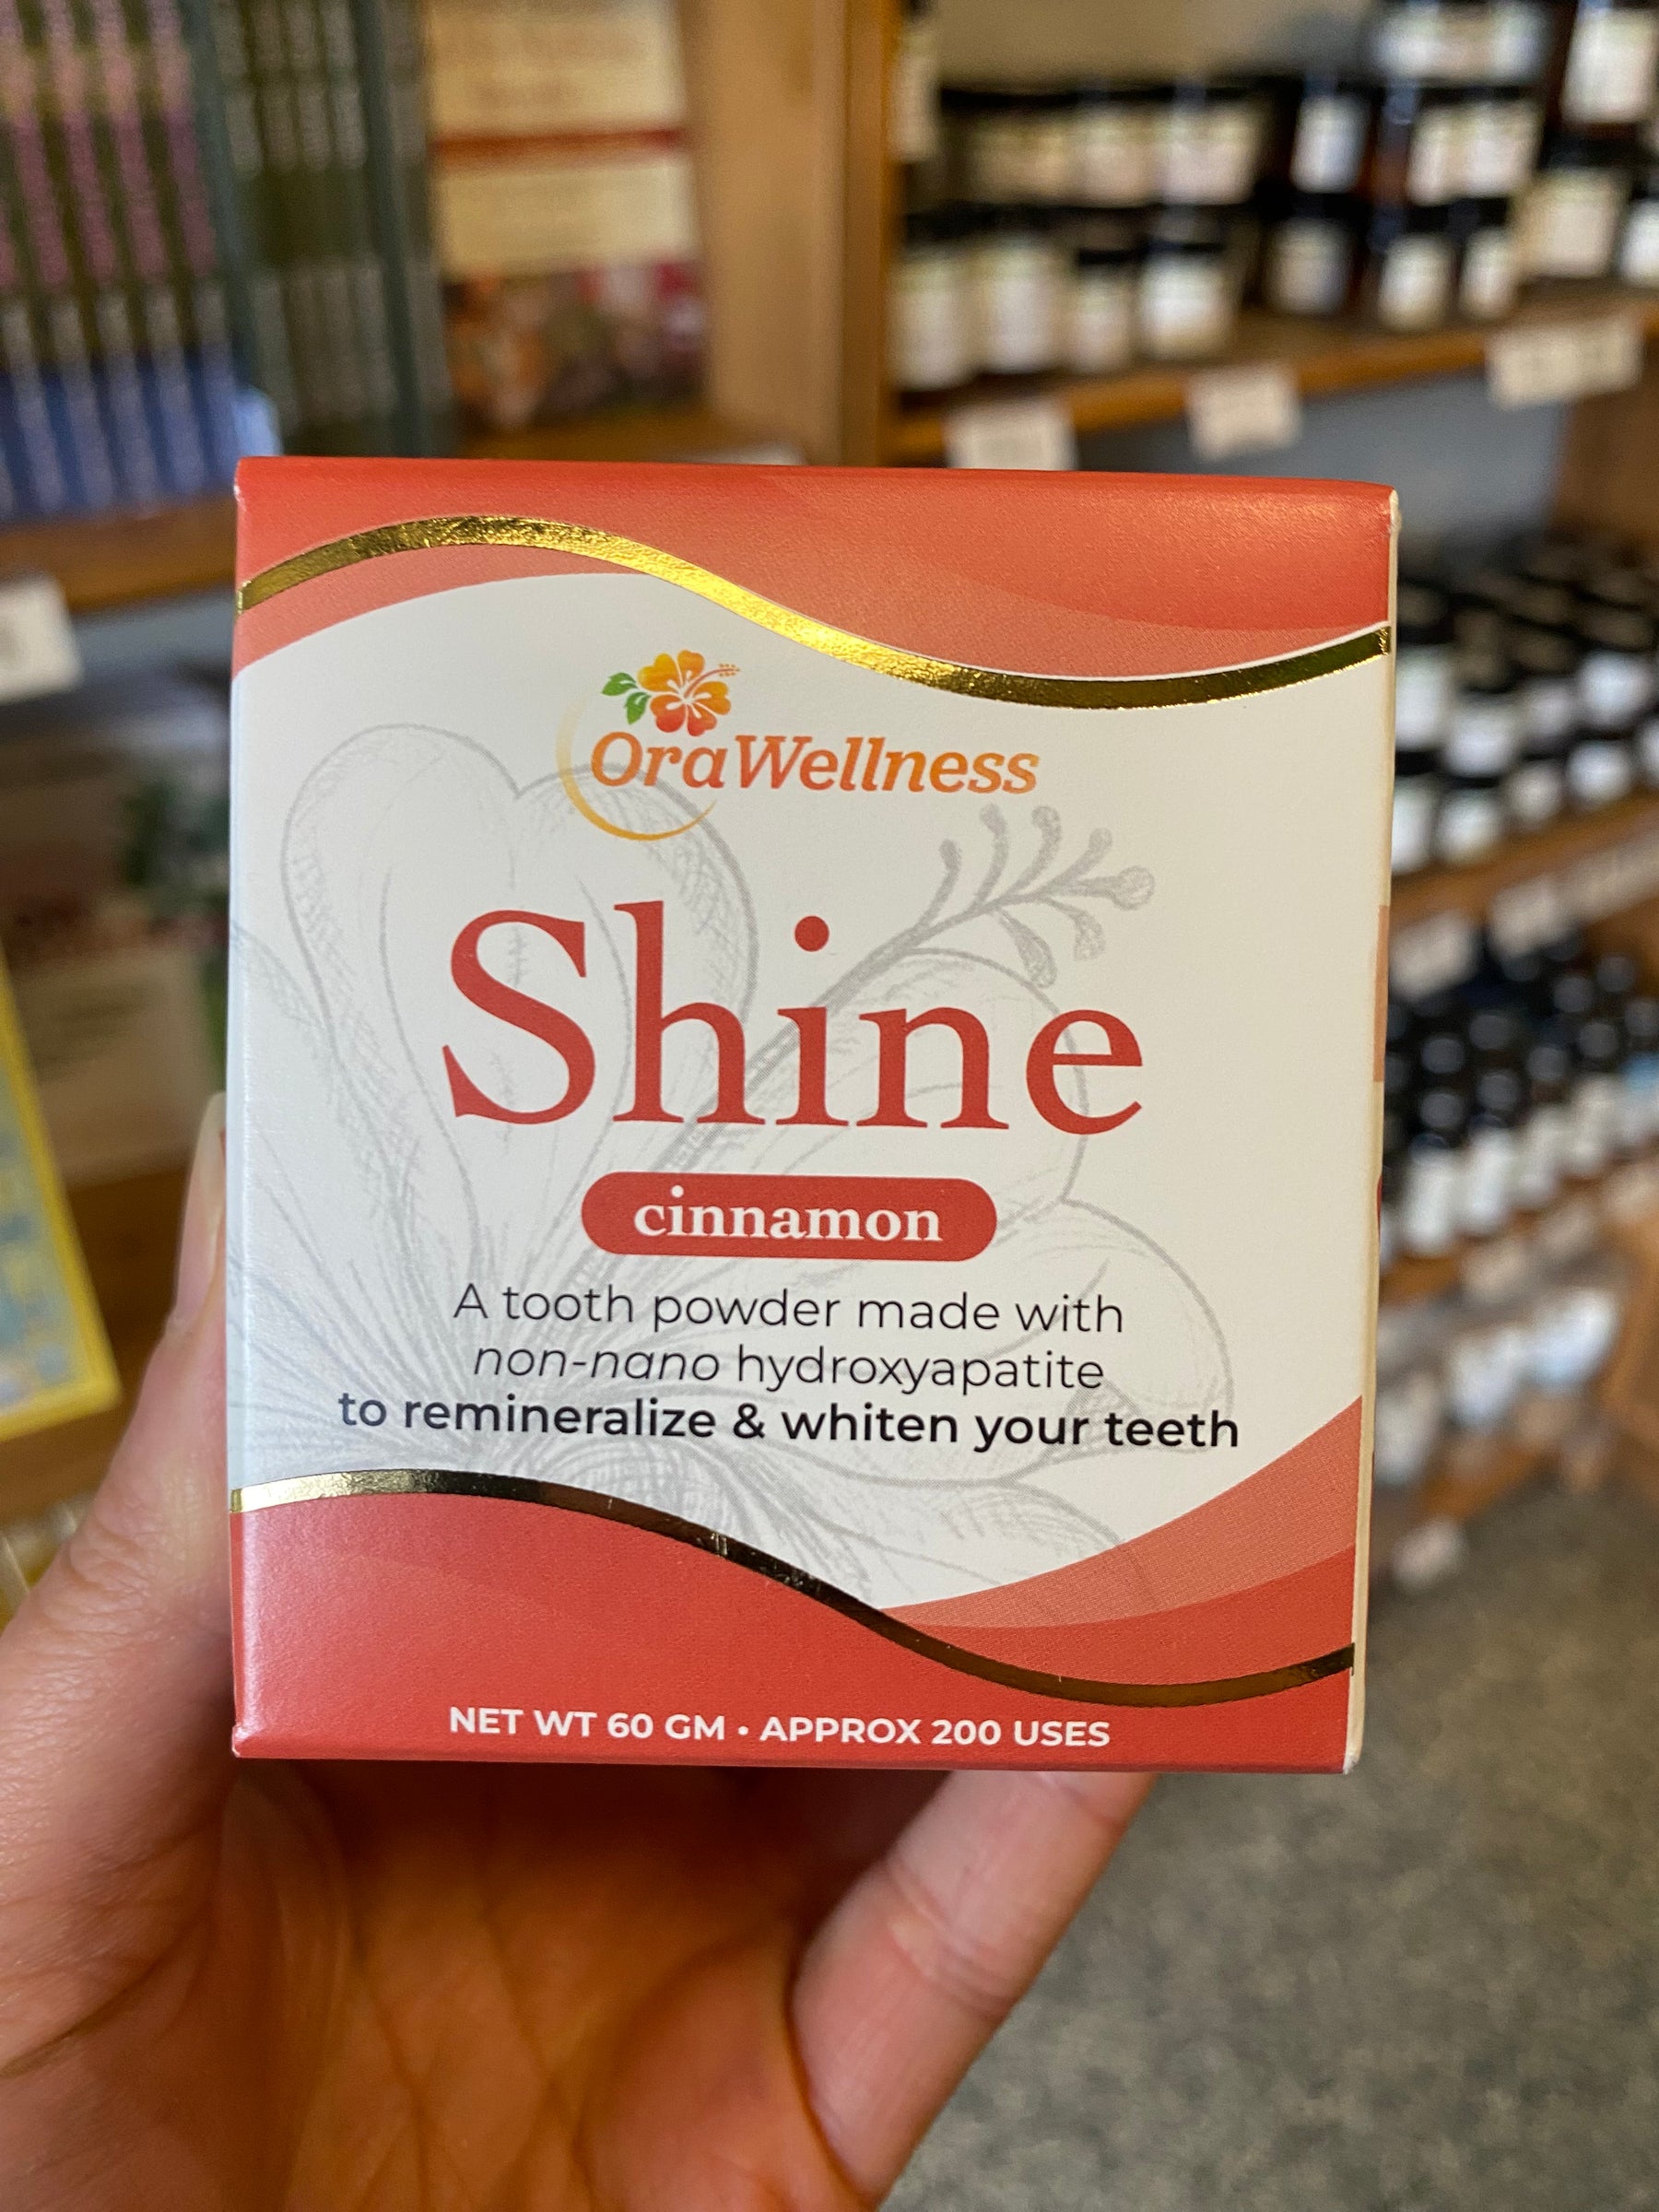 OraWellness
Shine
cinnamon
A tooth powder made with
non-nano hydroxyapatite
to remineralize & whiten your teeth
NET WT 60 GM • APPROX 200 USES